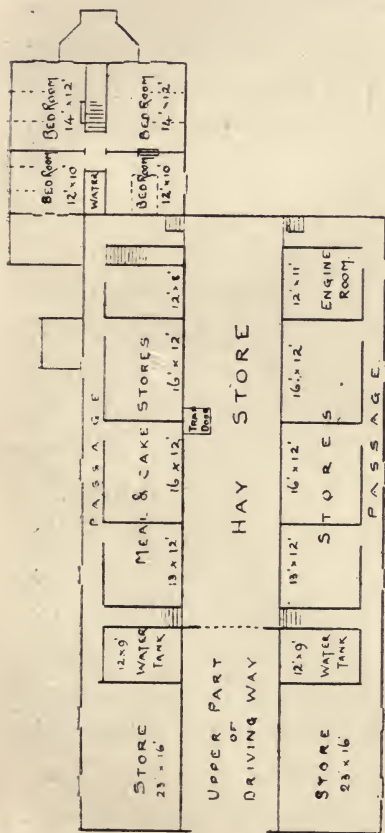 BED ROOM
14' × 12'
BED ROOM
14' × 12'
BED ROOM
12' × 10'
WATER
BED ROOM
12' × 10'
PASSAGE
MEAL & CAKE STORES
12' × 8'
16' × 12'
16 × 12'
13 × 12'
TRAP
DOOR
HAY STORE
12' × 11'
ENGINE
ROOM.
16' × 12'
16' × 12'
13' × 12'
STORES
PASSAGE
12 × 9'
WATER
TANK
12' × 9'
WATER
TANK
STORE
23' × 16'
UPPER PART
OF
DRIVING WAY
STORE
23' × 16'